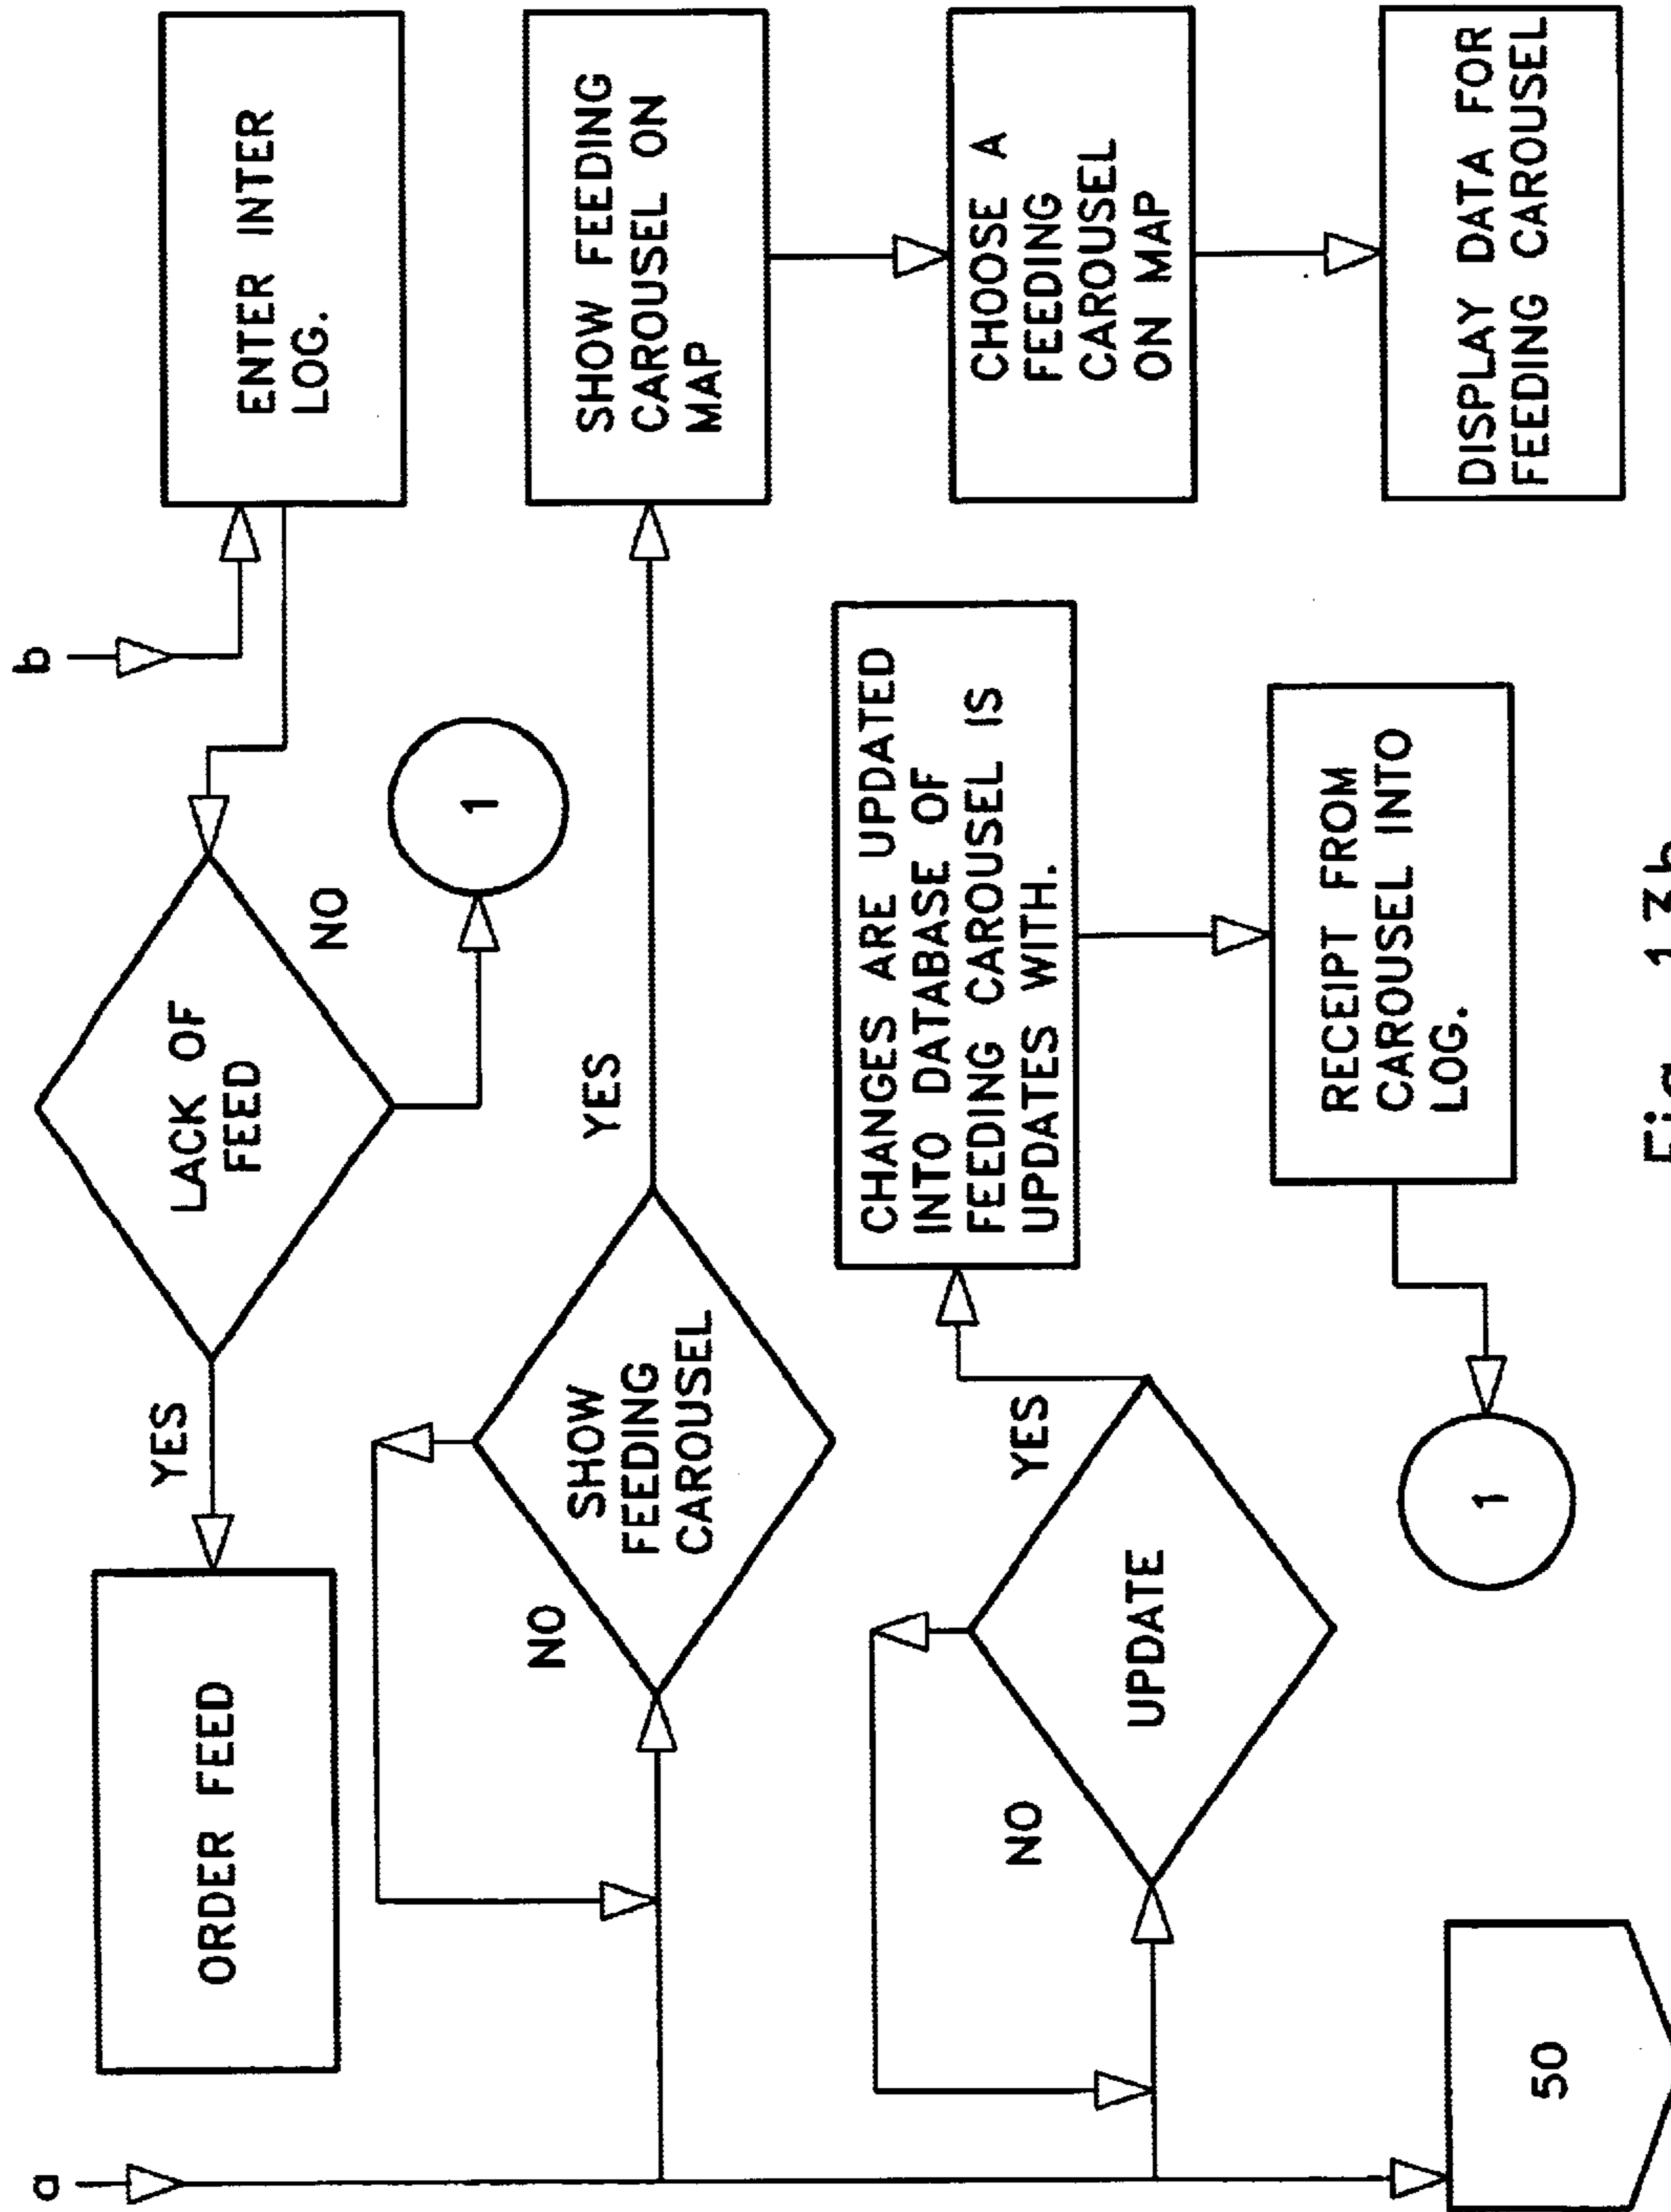 a
b
ORDER FEED
YES
LACK OF
FEED
NO
1
ENTER INTER
LOG.
NO
SHOW
FEEDING
CAROUSEL
YES
SHOW FEEDING
CAROUSEL ON
MAP
NO
UPDATE
YES
CHANGES ARE UPDATED
INTO DATABASE OF
FEEDING CAROUSEL IS
UPDATES WITH.
CHOOSE A
FEEDING
CAROUSEL
ON MAP
50
1
RECEIPT FROM
CAROUSEL INTO
LOG.
DISPLAY DATA FOR
FEEDING CAROUSEL
Fig. 13b